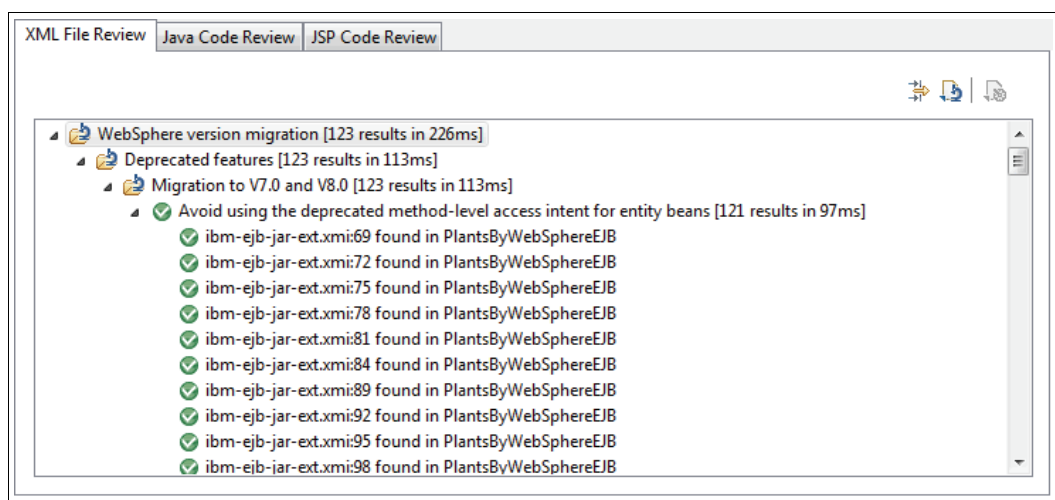 XML File Review
Java Code Review
JSP Code Review
WebSphere version migration [123 results in 226ms]
Deprecated features [123 results in 113ms]
Migration to V7.0 and V8.0 [123 results in 113ms]
Avoid using the deprecated method-level access intent for entity beans [121 results in 97ms]
ibm-ejb-jar-ext.xmi:69 found in PlantsByWebSphereEJB
ibm-ejb-jar-ext.xmi:72 found in PlantsByWebSphereEJB
ibm-ejb-jar-ext.xmi:75 found in PlantsByWebSphereEJB
ibm-ejb-jar-ext.xmi:78 found in PlantsByWebSphereEJB
ibm-ejb-jar-ext.xmi:81 found in PlantsByWebSphereEJB
ibm-ejb-jar-ext.xmi:84 found in PlantsByWebSphereEJB
ibm-ejb-jar-ext.xmi:89 found in PlantsByWebSphereEJB
ibm-ejb-jar-ext.xmi:92 found in PlantsByWebSphereEJB
ibm-ejb-jar-ext.xmi:95 found in PlantsByWebSphereEJB
ibm-ejb-jar-ext.xmi:98 found in PlantsByWebSphereEJB